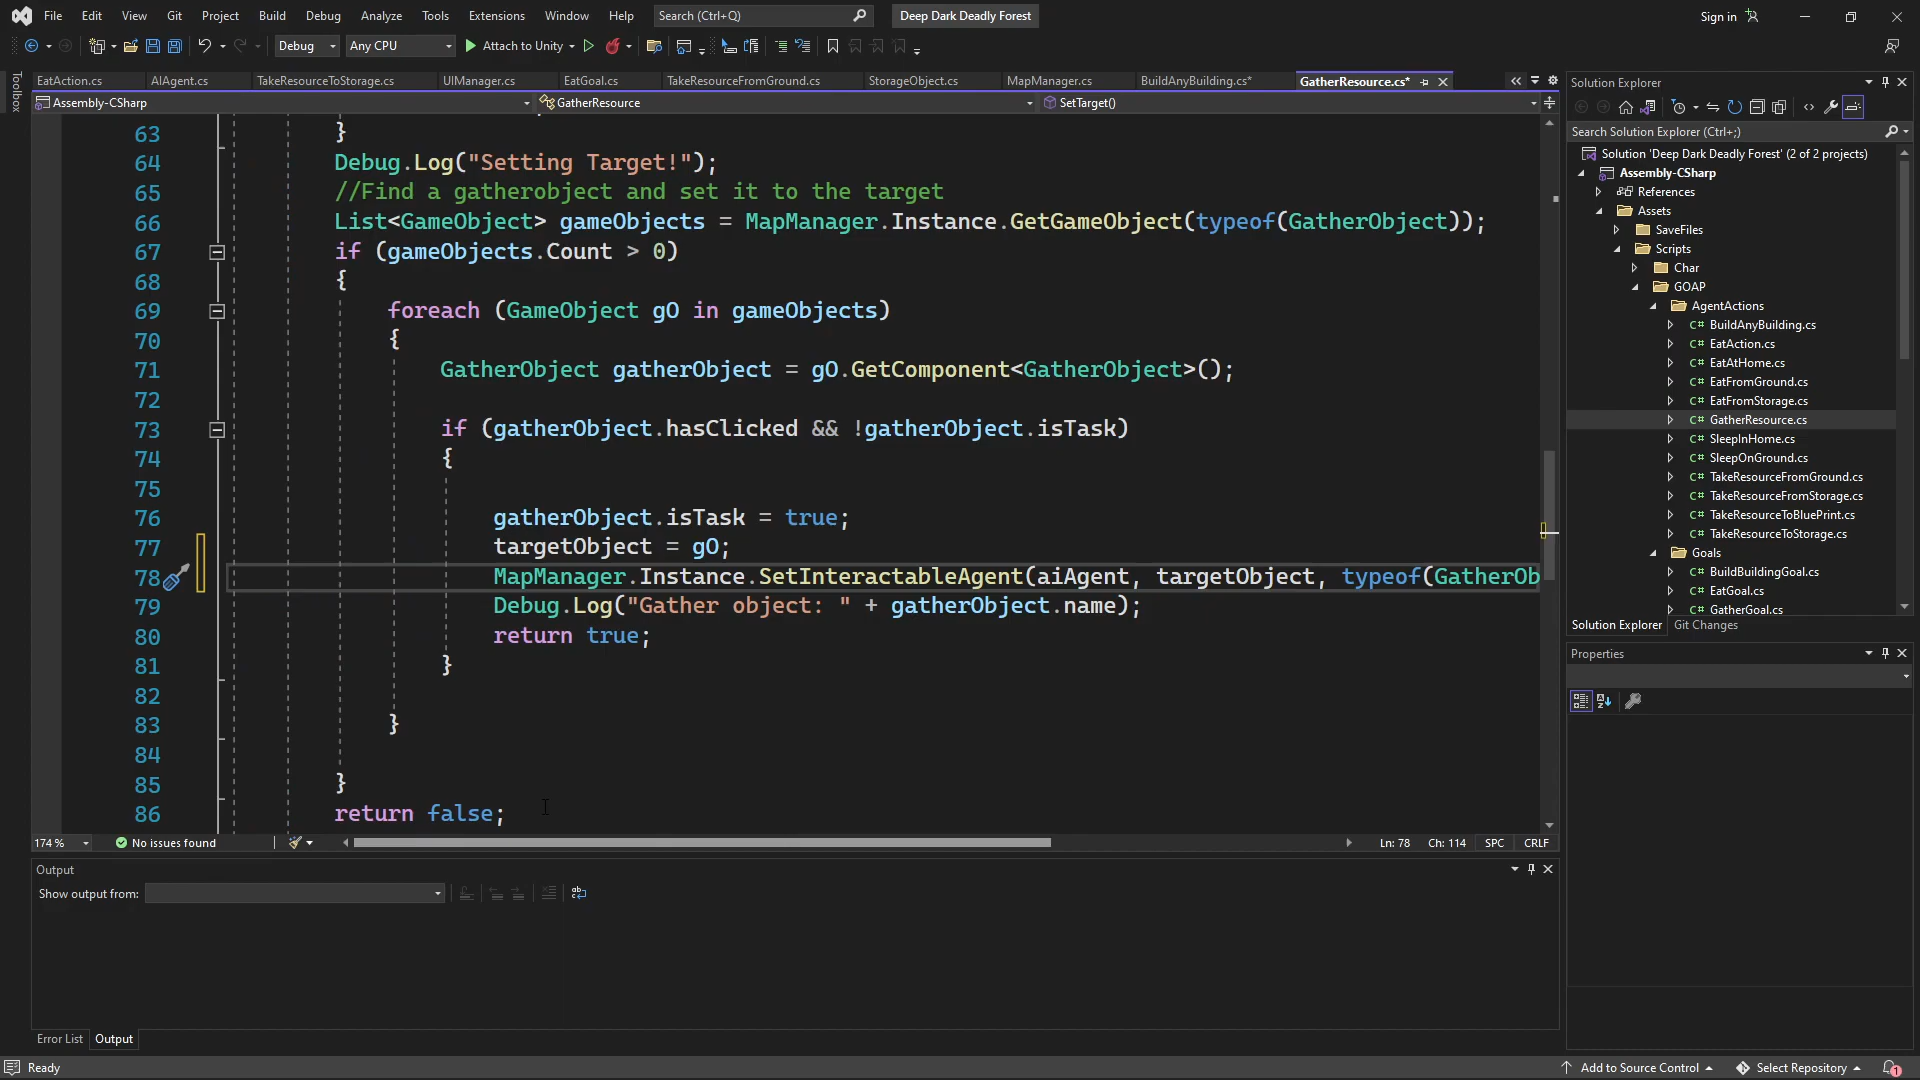 File Edit View Git Project Build Debug Analyze Tools Extensions Window Help Search (Ctrl+Q) Deep Dark Deadly Forest Sign in
Debug Any CPU Attach to Unity
Toolbox
EatAction.cs AIAgent.cs TakeResourceToStorage.cs UIManager.cs EatGoal.cs TakeResourceFromGround.cs StorageObject.cs MapManager.cs BuildAnyBuilding.cs* GatherResource.cs*
Assembly-CSharp GatherResource SetTarget()
63 }
64 Debug.Log("Setting Target!");
65 //Find a gatherobject and set it to the target
66 List<GameObject> gameObjects = MapManager.Instance.GetGameObject(typeof(GatherObject));
67 if (gameObjects.Count > 0)
68 {
69 foreach (GameObject gO in gameObjects)
70 {
71 GatherObject gatherObject = gO.GetComponent<GatherObject>();
72
73 if (gatherObject.hasClicked && !gatherObject.isTask)
74 {
75
76 gatherObject.isTask = true;
77 targetObject = gO;
78 MapManager.Instance.SetInteractableAgent(aiAgent, targetObject, typeof(GatherOb
79 Debug.Log("Gather object: " + gatherObject.name);
80 return true;
81 }
82
83 }
84
85 }
86 return false;
174 % No issues found Ln: 78 Ch: 114 SPC CRLF
Output
Show output from:
Error List Output
Solution Explorer
Search Solution Explorer (Ctrl+;)
Solution 'Deep Dark Deadly Forest' (2 of 2 projects)
Assembly-CSharp
References
Assets
SaveFiles
Scripts
Char
GOAP
AgentActions
C# BuildAnyBuilding.cs
C# EatAction.cs
C# EatAtHome.cs
C# EatFromGround.cs
C# EatFromStorage.cs
C# GatherResource.cs
C# SleepInHome.cs
C# SleepOnGround.cs
C# TakeResourceFromGround.cs
C# TakeResourceFromStorage.cs
C# TakeResourceToBluePrint.cs
C# TakeResourceToStorage.cs
Goals
C# BuildBuildingGoal.cs
C# EatGoal.cs
C# GatherGoal.cs
Solution Explorer Git Changes
Properties
Ready Add to Source Control Select Repository 1